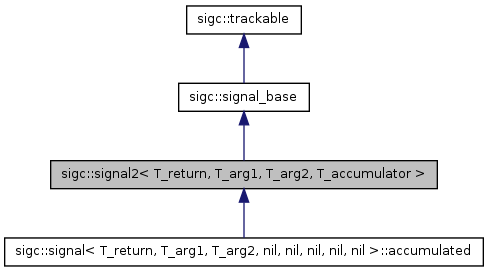 sigc::trackable
sigc::signal_base
sigc::signal2< T_return, T_arg1, T_arg2, T_accumulator >
sigc::signal< T_return, T_arg1, T_arg2, nil, nil, nil, nil, nil >::accumulated